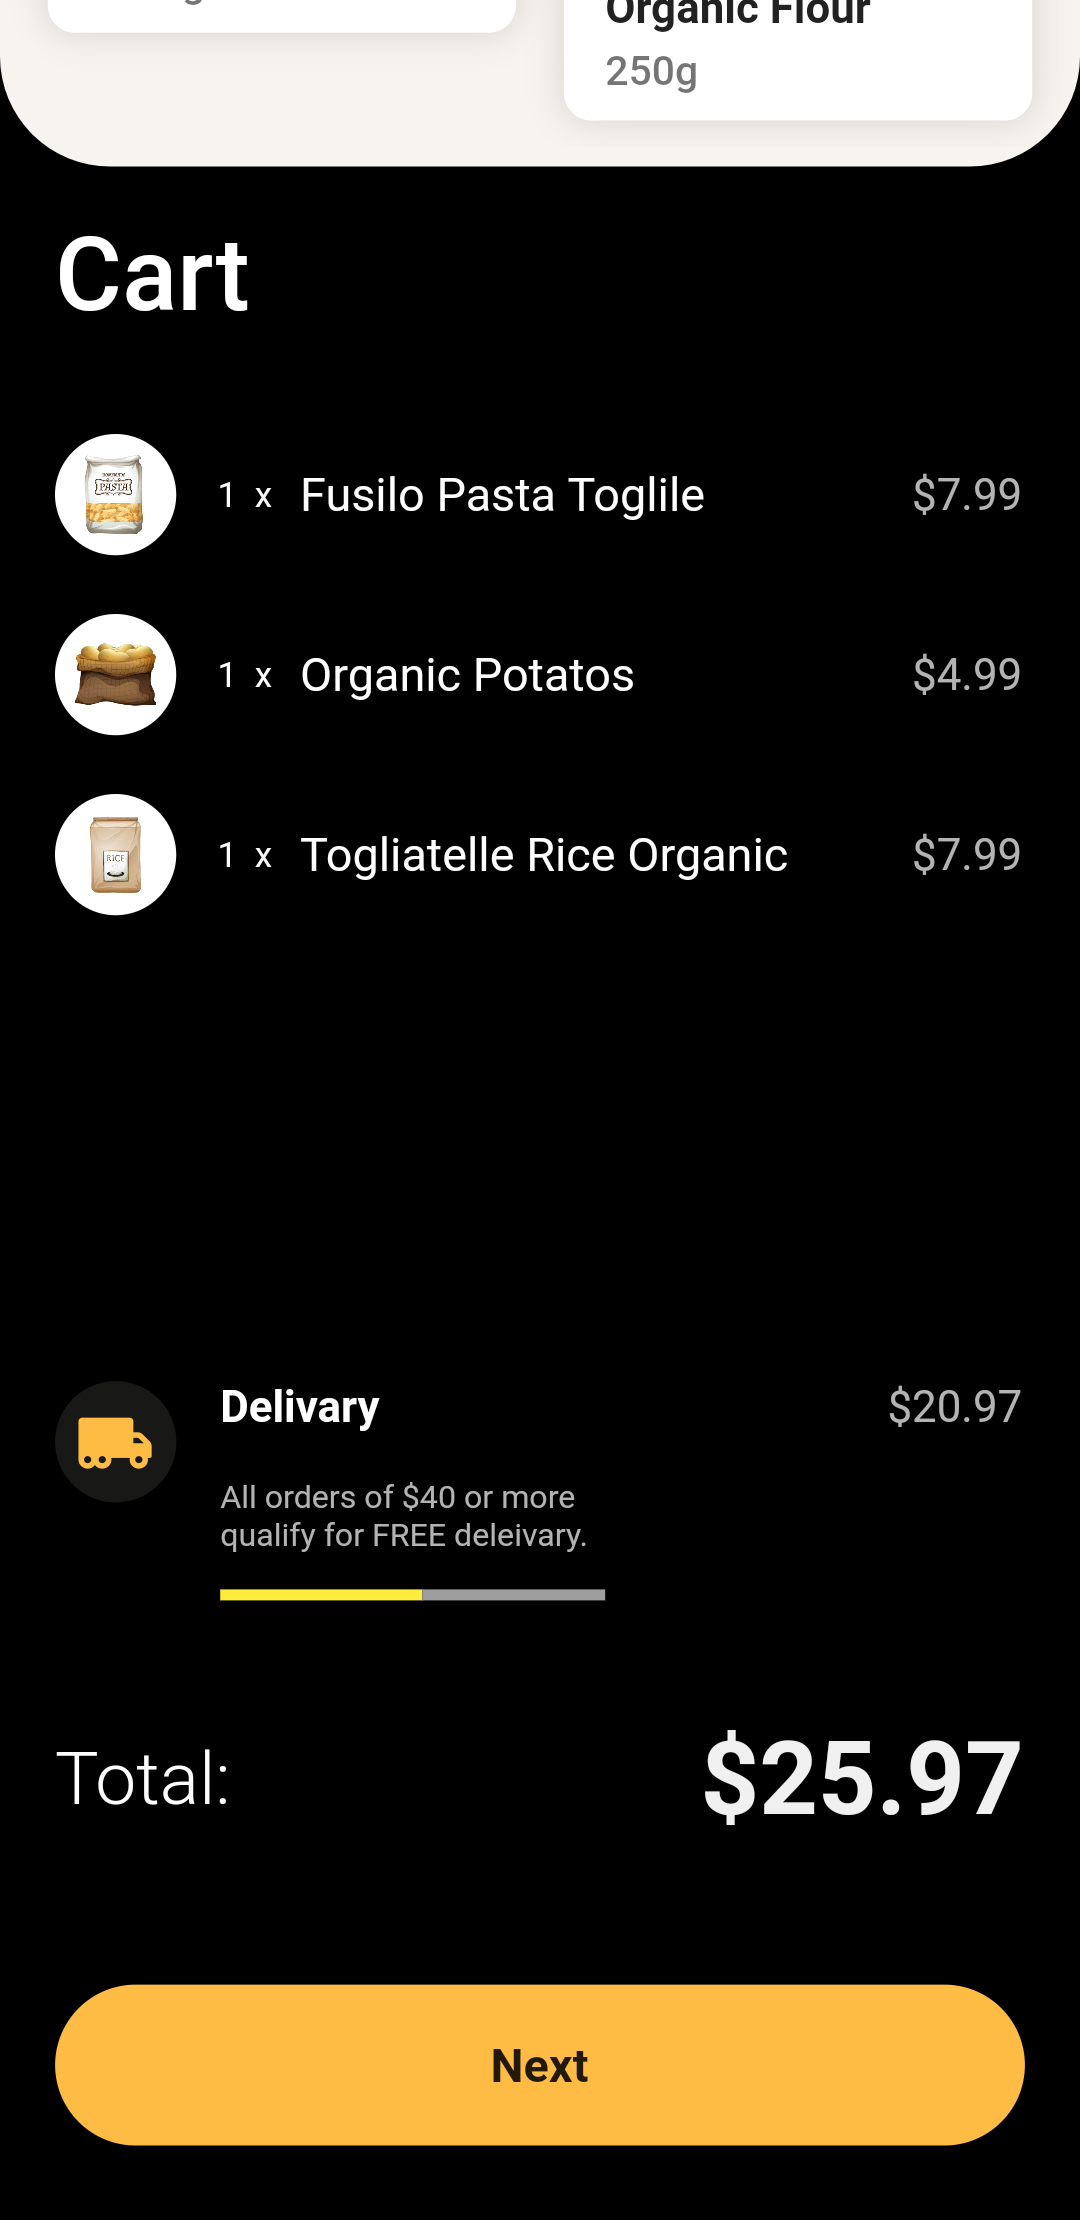 Organic Flour
250g
Cart
PASTA
1 x Fusilo Pasta Toglile $7.99
1 x Organic Potatos $4.99
RICE
1 x Togliatelle Rice Organic $7.99
Delivary $20.97
All orders of $40 or more
qualify for FREE deleivary.
Total: $25.97
Next